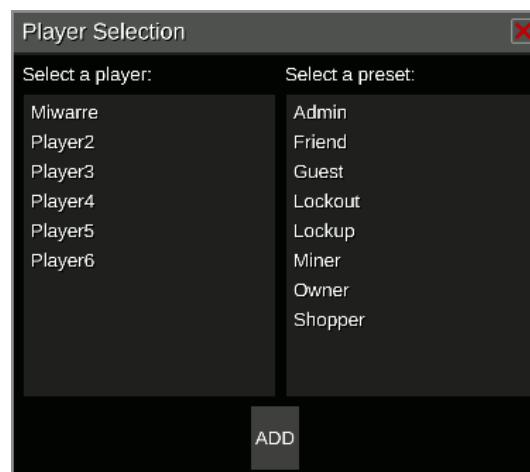 Player Selection
Select a player:
Miwarre
Player2
Player3
Player4
Player5
Player6
Select a preset:
Admin
Friend
Guest
Lockout
Lockup
Miner
Owner
Shopper
ADD